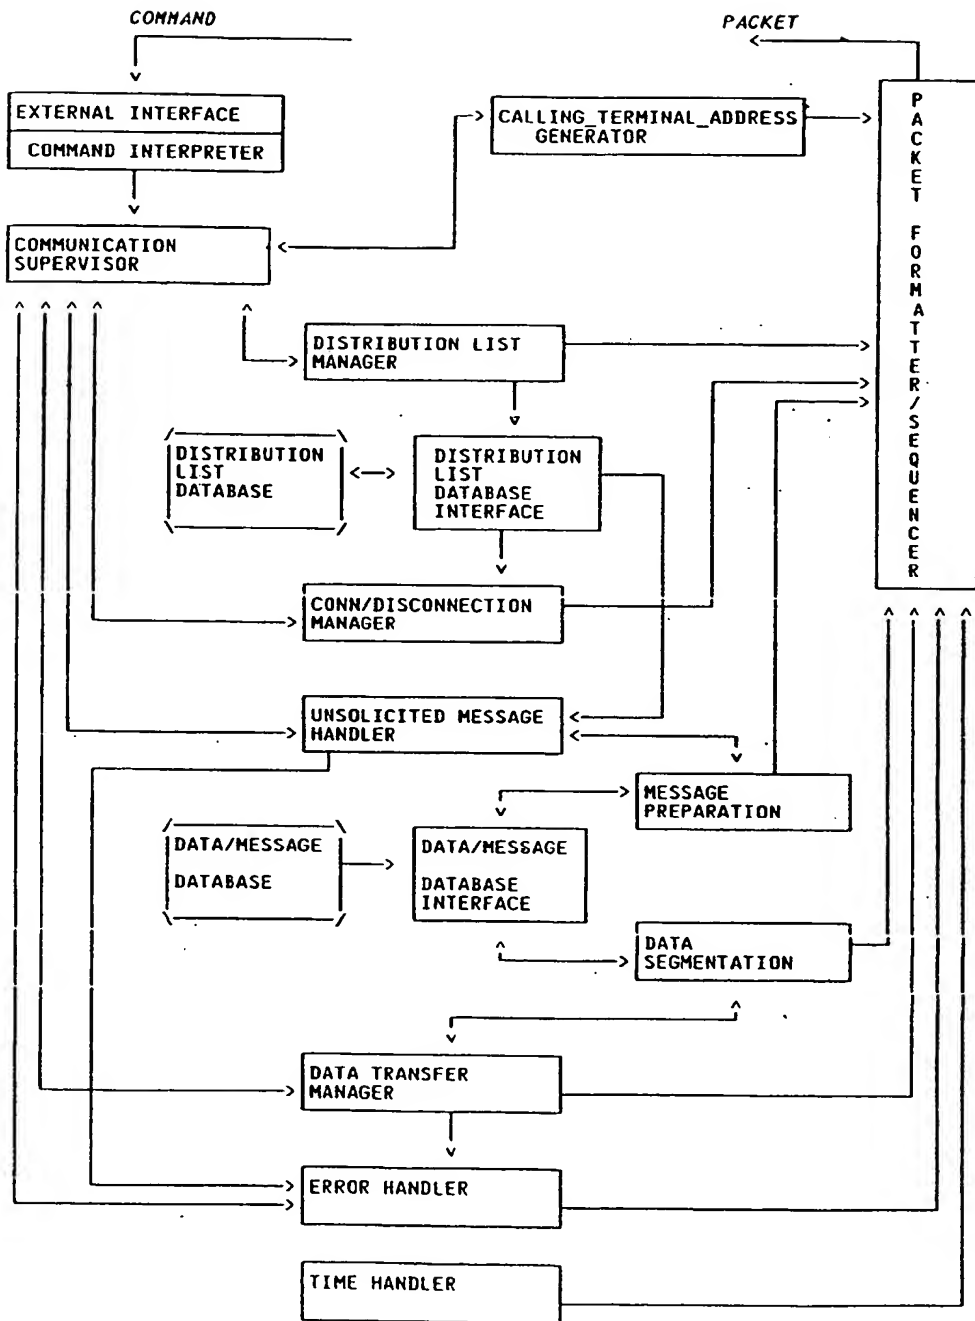 COMMAND
PACKET
EXTERNAL INTERFACE
COMMAND INTERPRETER
CALLING_TERMINAL_ADDRESS
GENERATOR
PACKET FORMATTER/SEQUENCER
COMMUNICATION
SUPERVISOR
DISTRIBUTION LIST
MANAGER
DISTRIBUTION
LIST
DATABASE
DISTRIBUTION
LIST
DATABASE
INTERFACE
CONN/DISCONNECTION
MANAGER
UNSOLICITED MESSAGE
HANDLER
MESSAGE
PREPARATION
DATA/MESSAGE
DATABASE
DATA/MESSAGE
DATABASE
INTERFACE
DATA
SEGMENTATION
DATA TRANSFER
MANAGER
ERROR HANDLER
TIME HANDLER